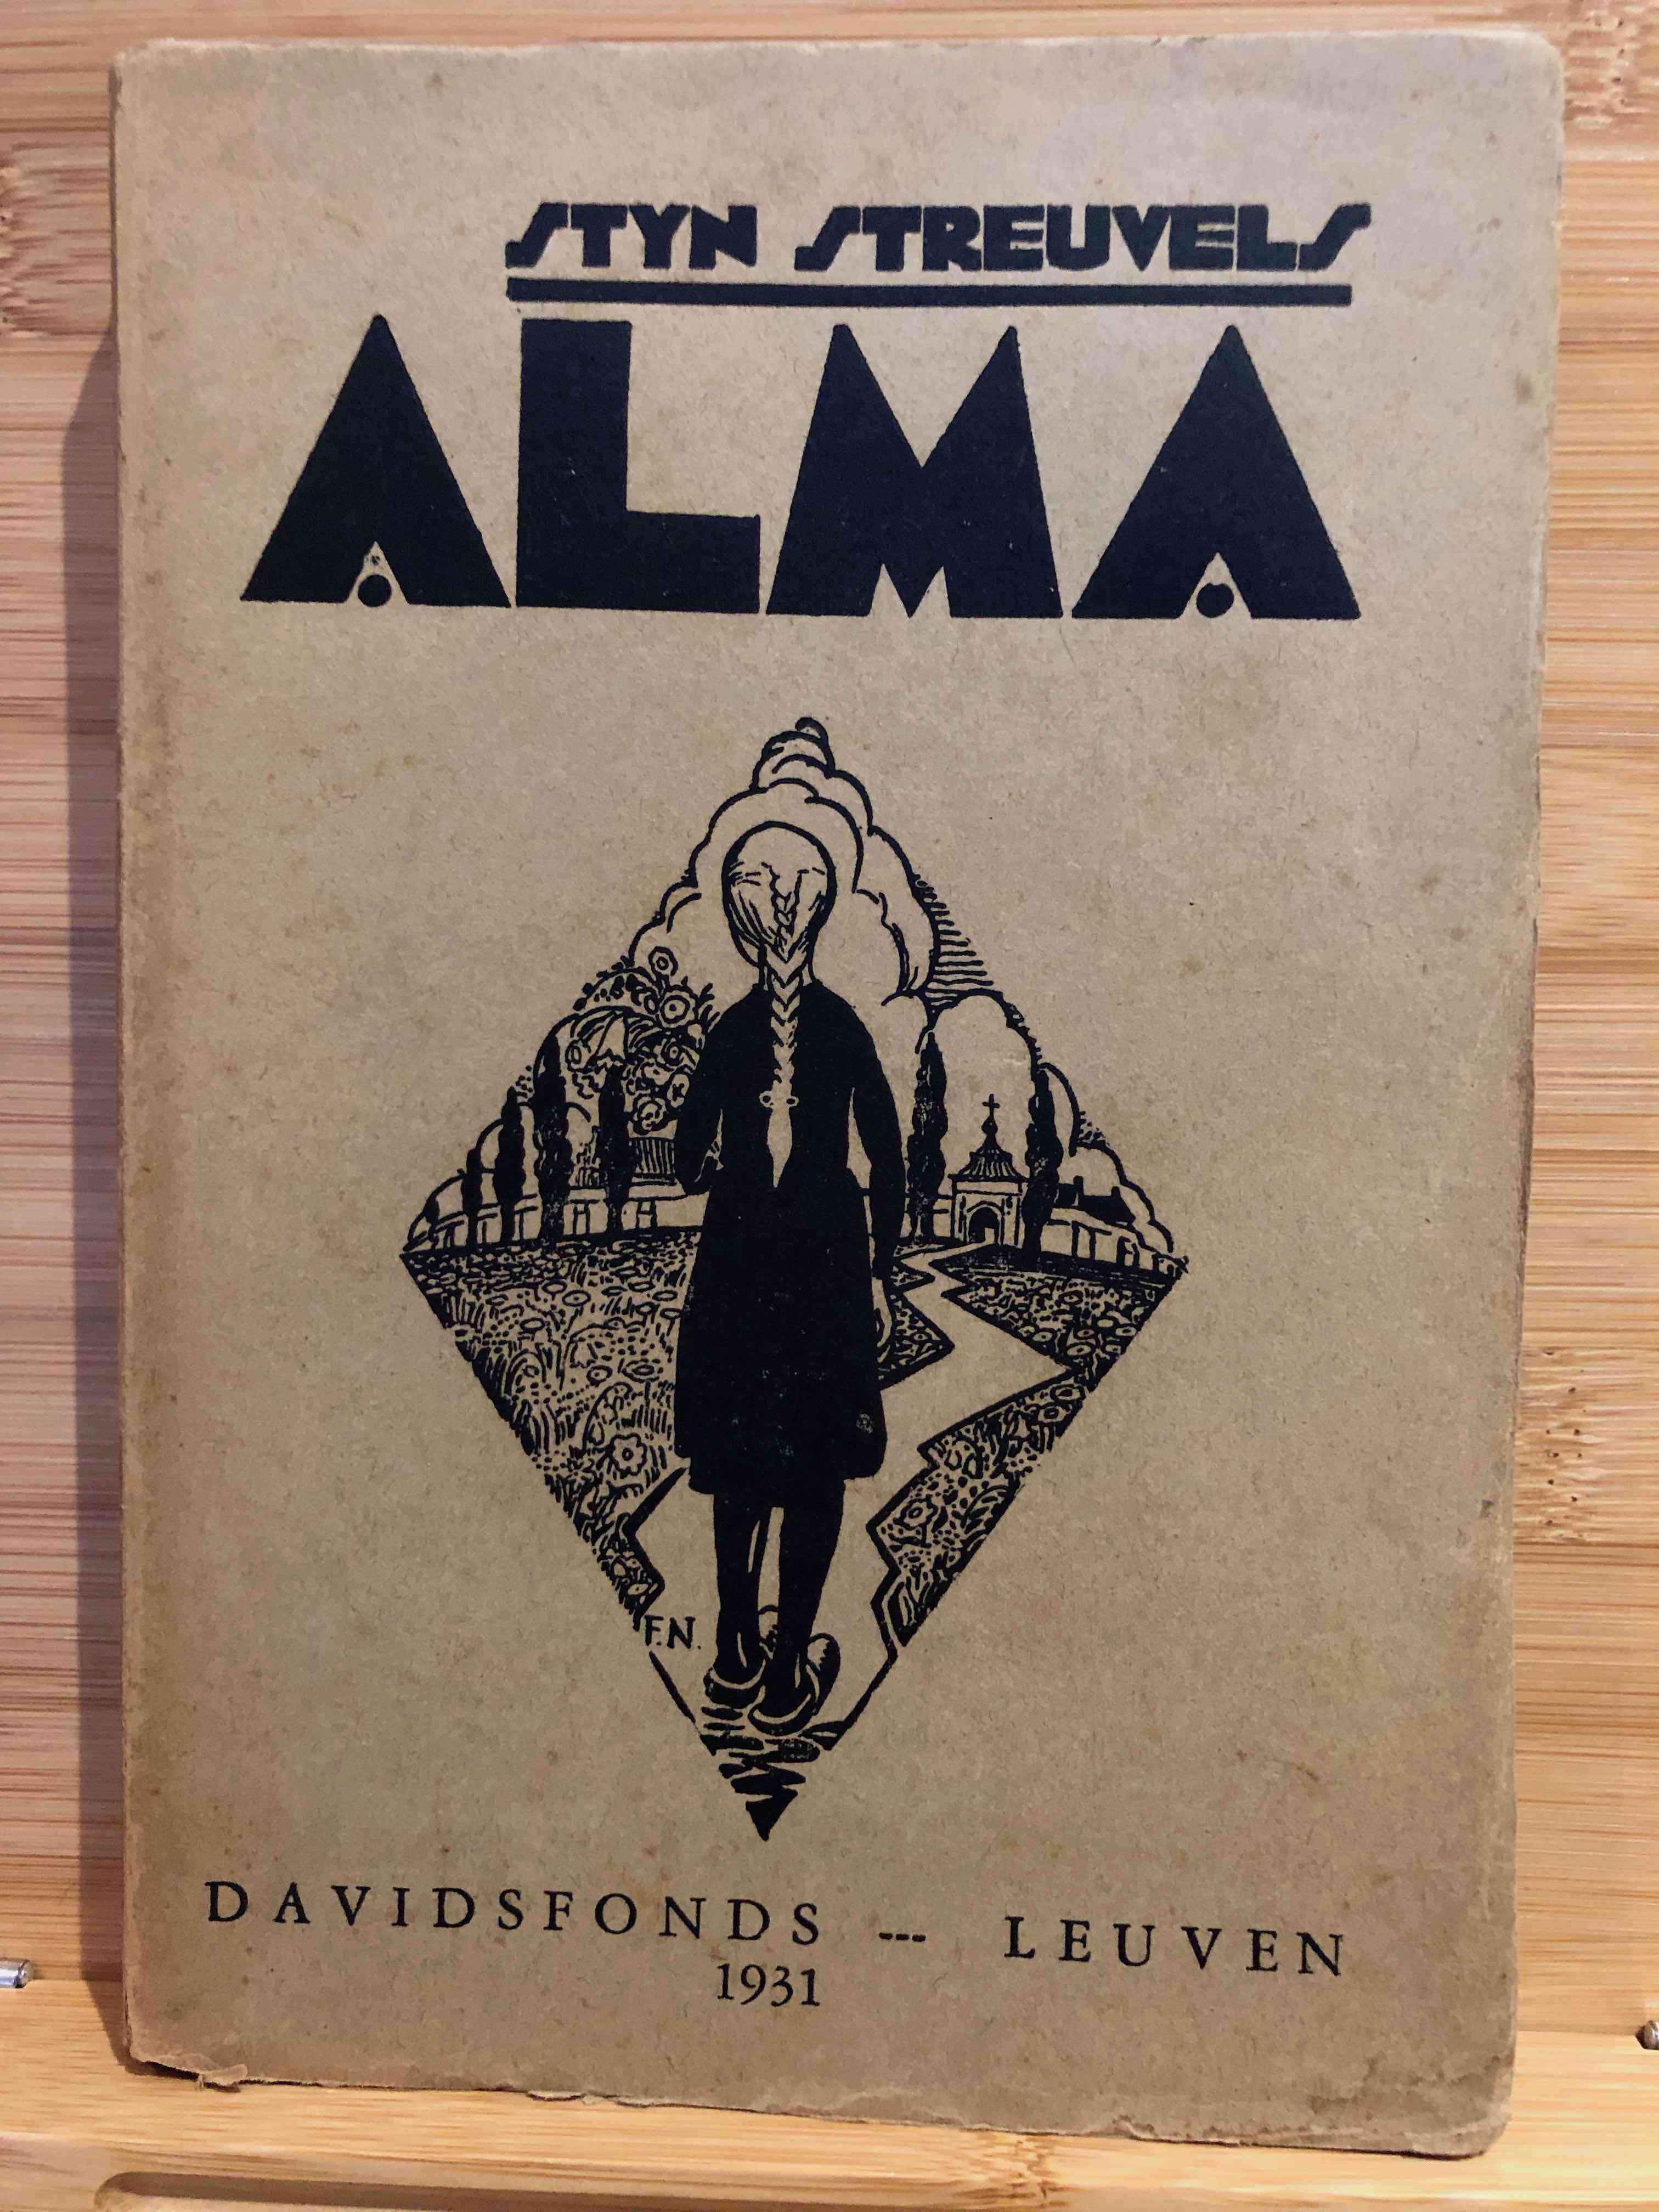 STYN STREUVELS
ALMA
F.N.
DAVIDSFONDS --- LEUVEN
1931